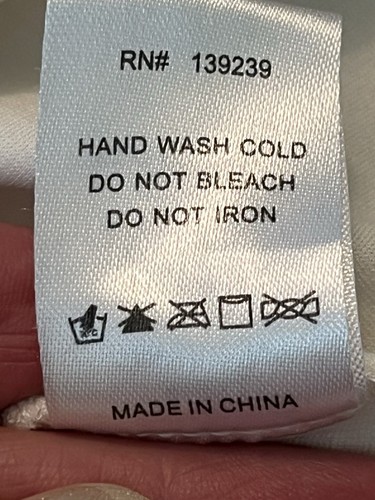 RN# 139239
HAND WASH COLD
DO NOT BLEACH
DO NOT IRON
MADE IN CHINA